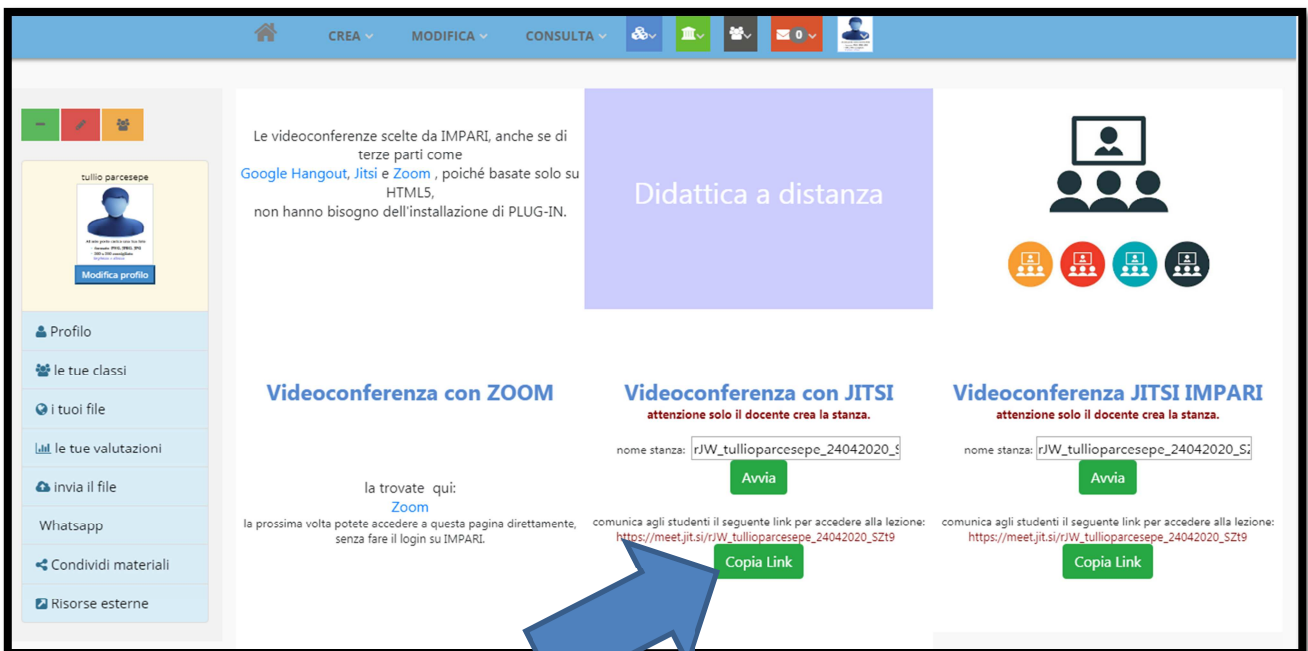 CREA
MODIFICA
CONSULTA
0
tullio parcesepe
Modifica profilo
Profilo
le tue classi
i tuoi file
le tue valutazioni
invia il file
Whatsapp
Condividi materiali
Risorse esterne
Le videoconferenze scelte da IMPARI, anche se di
terze parti come
Google Hangout, Jitsi e Zoom , poiché basate solo su
HTML5,
non hanno bisogno dell'installazione di PLUG-IN.
Didattica a distanza
Videoconferenza con ZOOM
la trovate qui:
Zoom
la prossima volta potete accedere a questa pagina direttamente,
senza fare il login su IMPARI.
Videoconferenza con JITSI
attenzione solo il docente crea la stanza.
nome stanza: rJW_tullioparcesepe_24042020_S
Avvia
comunica agli studenti il seguente link per accedere alla lezione:
https://meet.jit.si/rJW_tullioparcesepe_24042020_SZt9
Copia Link
Videoconferenza JITSI IMPARI
attenzione solo il docente crea la stanza.
nome stanza: rJW_tullioparcesepe_24042020_SZ
Avvia
comunica agli studenti il seguente link per accedere alla lezione:
https://meet.jit.si/rJW_tullioparcesepe_24042020_SZt9
Copia Link